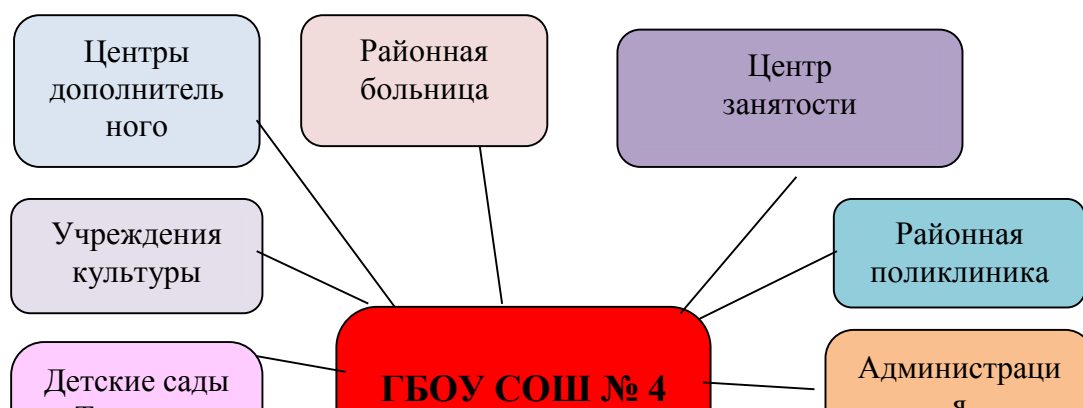 Центры
дополнитель
ного
Районная
больница
Центр
занятости
Учреждения
культуры
Районная
поликлиника
Детские сады
ГБОУ СОШ № 4
Администраци
я